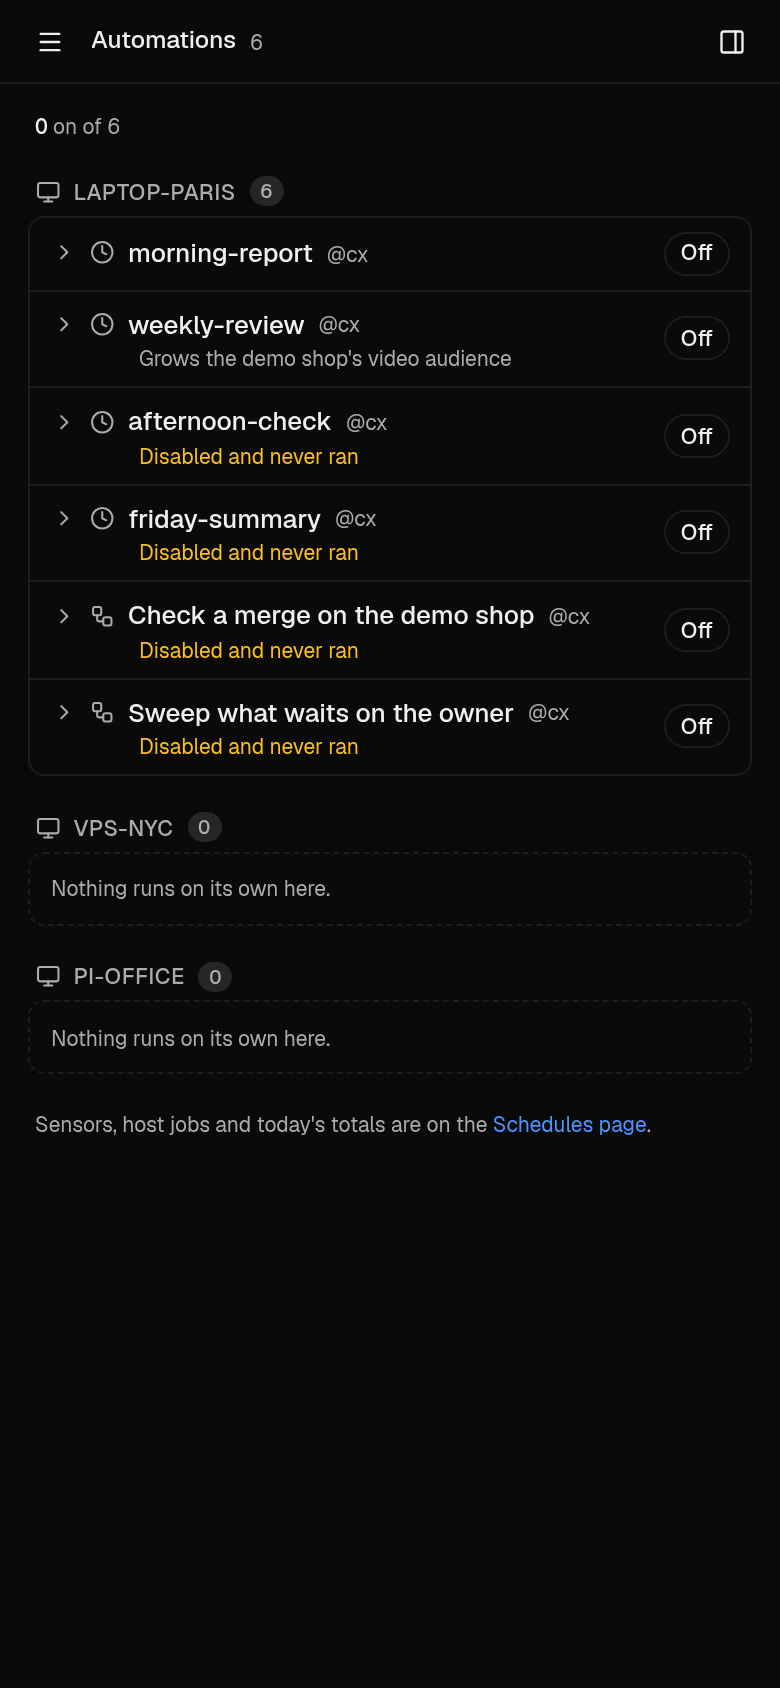 Automations 6
0 on of 6
LAPTOP-PARIS 6
morning-report @cx Off
weekly-review @cx Off
Grows the demo shop's video audience
afternoon-check @cx Off
Disabled and never ran
friday-summary @cx Off
Disabled and never ran
Check a merge on the demo shop @cx Off
Disabled and never ran
Sweep what waits on the owner @cx Off
Disabled and never ran
VPS-NYC 0
Nothing runs on its own here.
PI-OFFICE 0
Nothing runs on its own here.
Sensors, host jobs and today's totals are on the Schedules page.